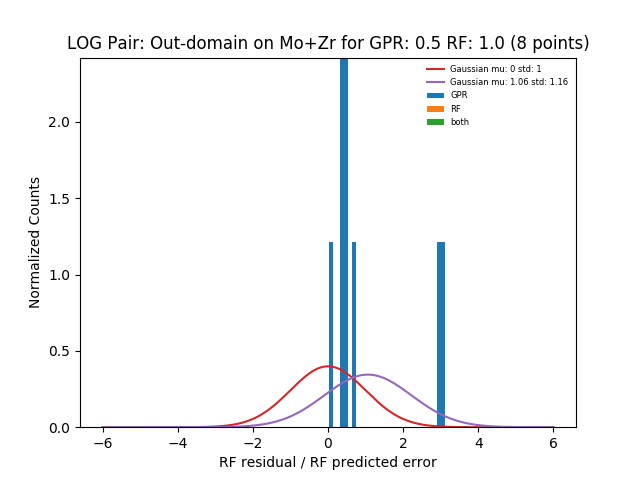 LOG Pair: Out-domain on Mo+Zr for GPR: 0.5 RF: 1.0 (8 points)
Gaussian mu: 0 std: 1
Gaussian mu: 1.06 std: 1.16
GPR
RF
both
Normalized Counts
2.0
1.5
1.0
0.5
0.0
−6
−4
−2
0
2
4
6
RF residual / RF predicted error